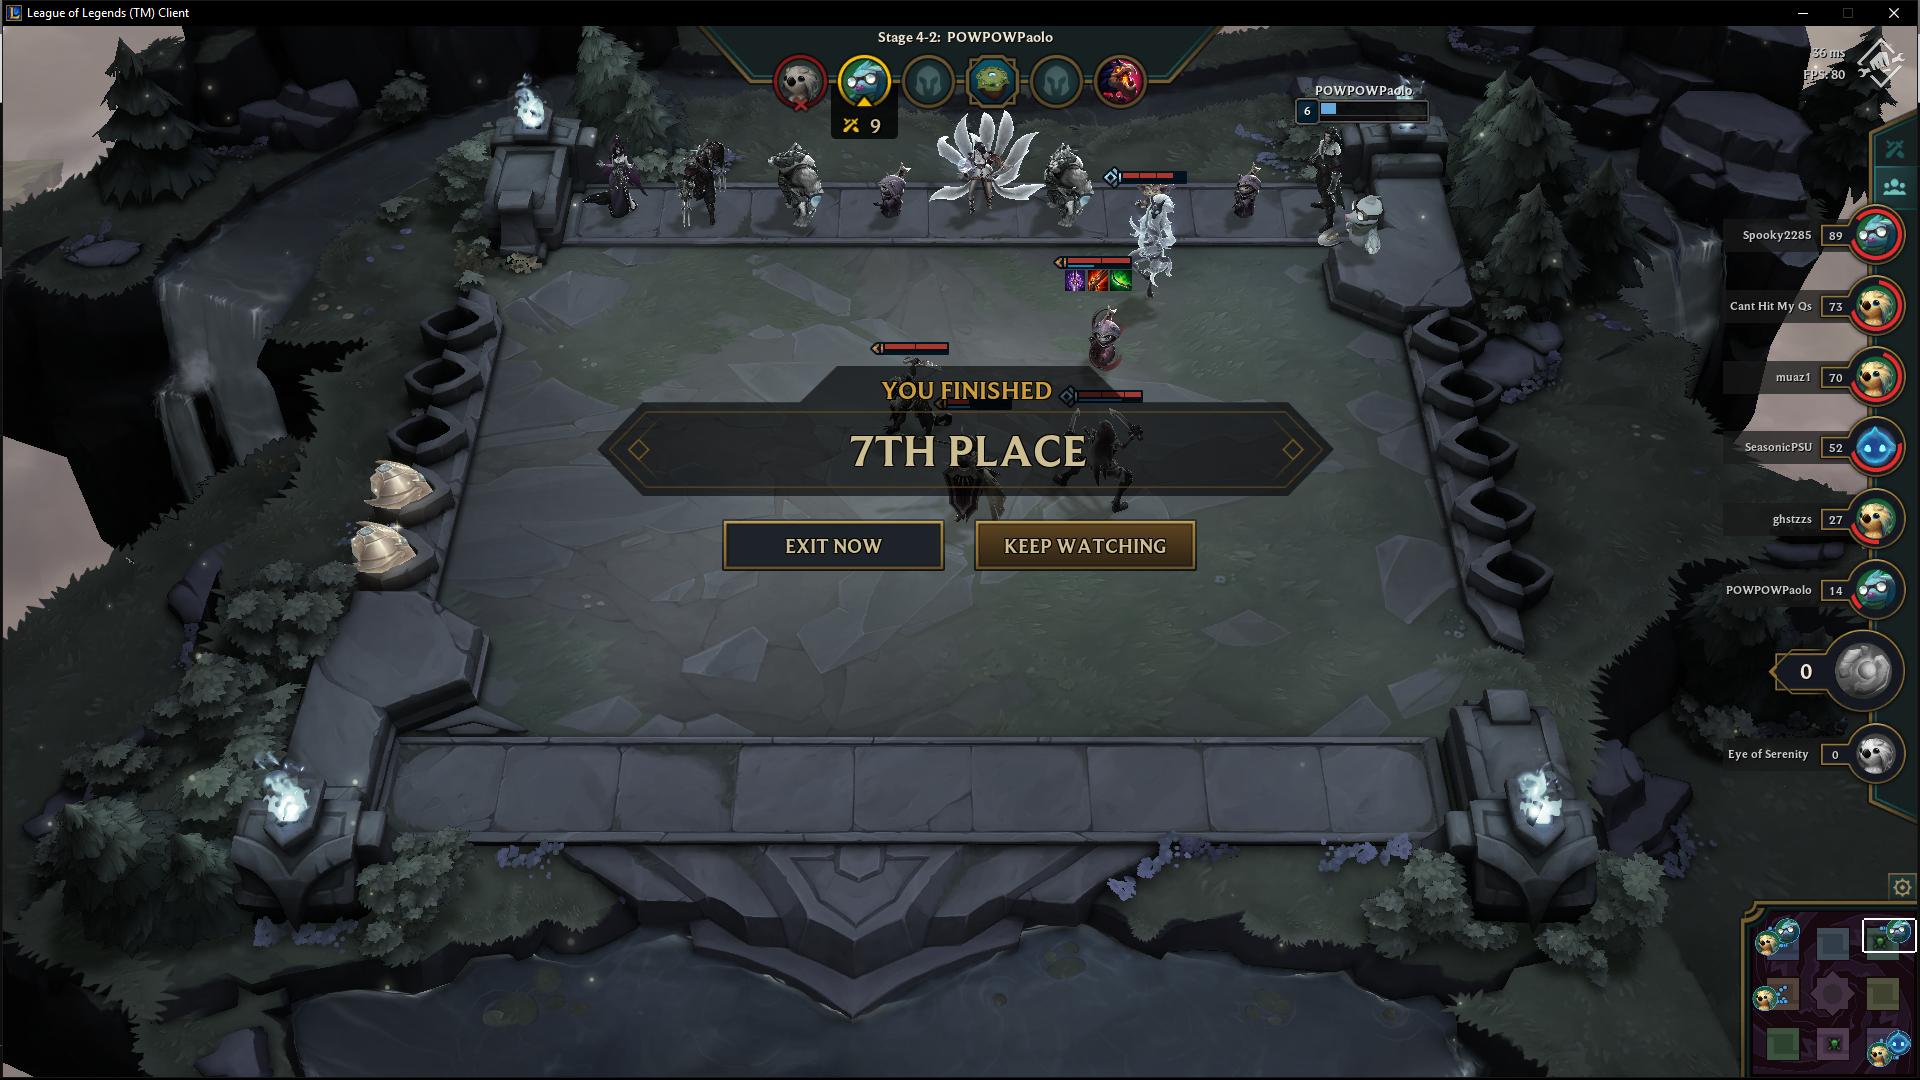 League of Legends (TM) Client
Stage 4-2: POWPOWPaolo
36 ms
FPS: 80
9
POWPOWPaolo
6
Spooky2285 89
Cant Hit My Qs 73
muaz1 70
SeasonicPSU 52
ghstzzs 27
POWPOWPaolo 14
0
Eye of Serenity 0
YOU FINISHED
7TH PLACE
EXIT NOW
KEEP WATCHING